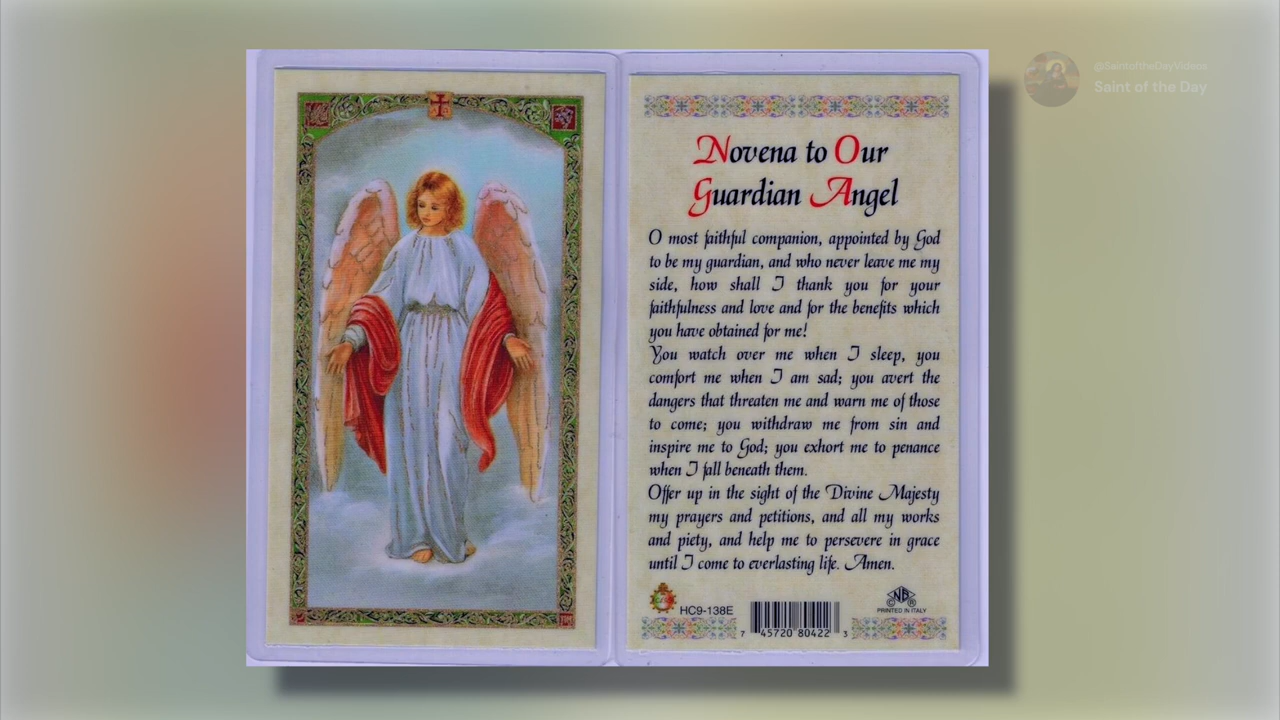 @SaintoftheDayVideos
Saint of the Day
Novena to Our
Guardian Angel
O most faithful companion, appointed by God
to be my guardian, and who never leave me my
side, how shall I thank you for your
faithfulness and love and for the benefits which
you have obtained for me!
You watch over me when I sleep, you
comfort me when I am sad; you avert the
dangers that threaten me and warn me of those
to come; you withdraw me from sin and
inspire me to God; you exhort me to penance
when I fall beneath them.
Offer up in the sight of the Divine Majesty
my prayers and petitions, and all my works
and piety, and help me to persevere in grace
until I come to everlasting life. Amen.
HC9-138E
7 45720 80422 3
PRINTED IN ITALY